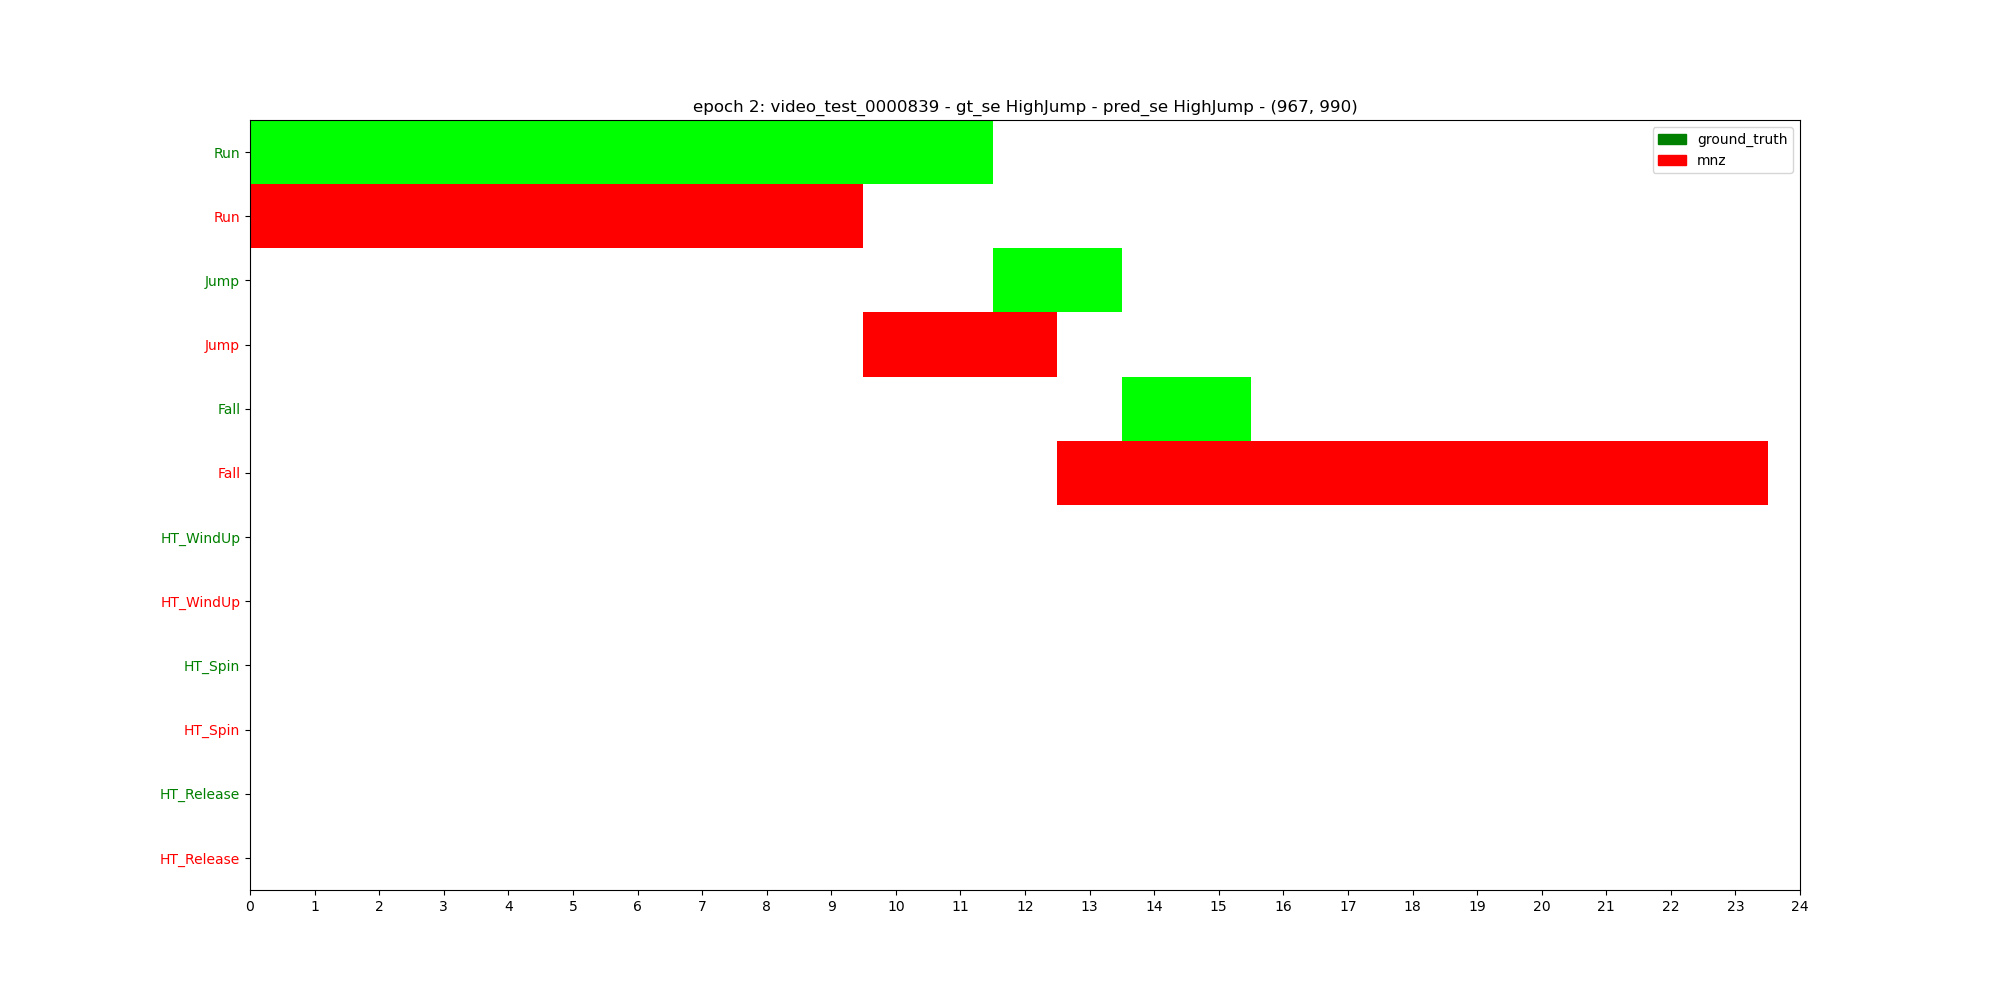 epoch 2: video_test_0000839 - gt_se HighJump - pred_se HighJump - (967, 990)
ground_truth
mnz
Run
Run
Jump
Jump
Fall
Fall
HT_WindUp
HT_WindUp
HT_Spin
HT_Spin
HT_Release
HT_Release
0 1 2 3 4 5 6 7 8 9 10 11 12 13 14 15 16 17 18 19 20 21 22 23 24